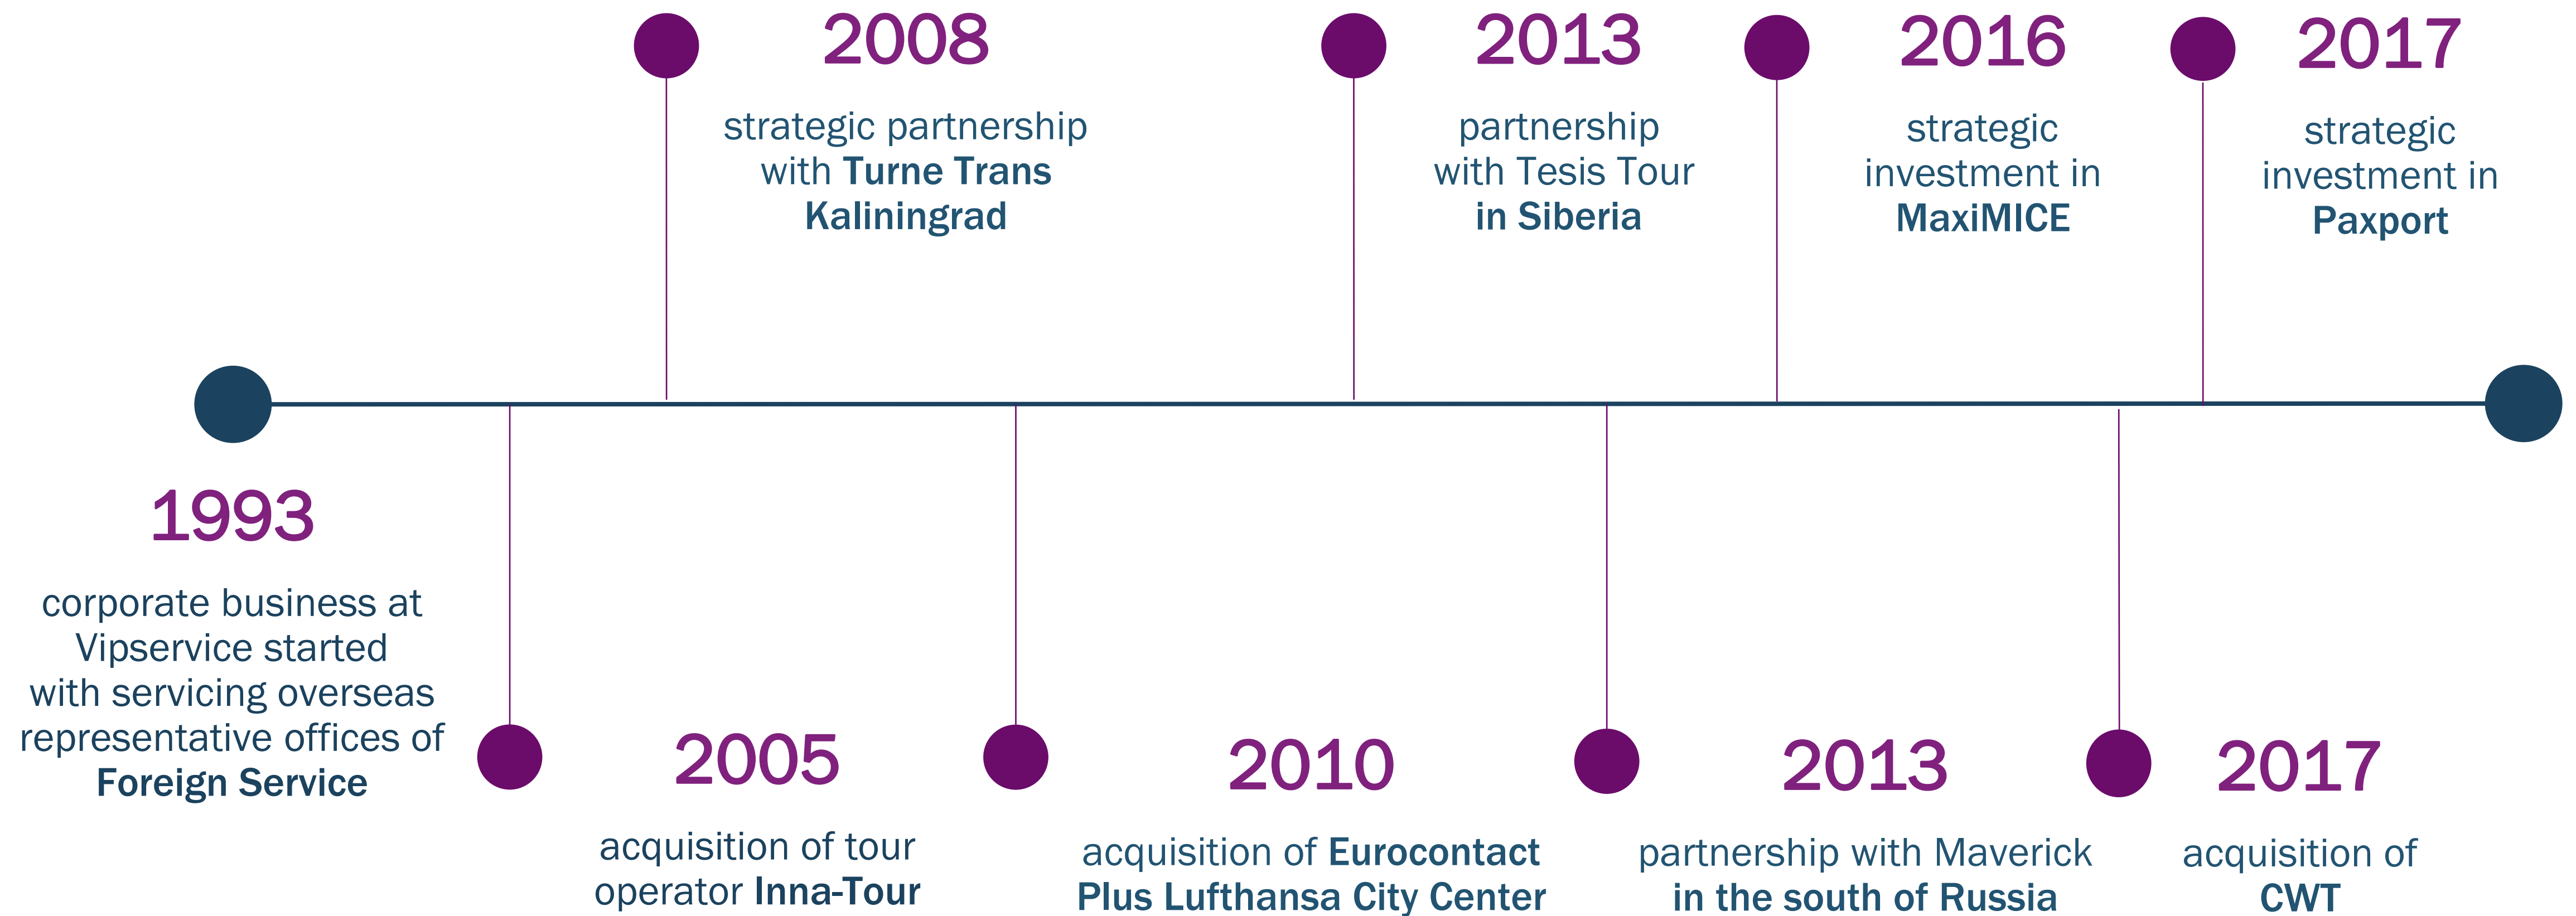 2008
strategic partnership
with Turne Trans
Kaliningrad
2013
partnership
with Tesis Tour
in Siberia
2016
strategic
investment in
MaxiMICE
2017
strategic
investment in
Paxport
1993
corporate business at
Vipservice started
with servicing overseas
representative offices of
Foreign Service
2005
acquisition of tour
operator Inna-Tour
2010
acquisition of Eurocontact
Plus Lufthansa City Center
2013
partnership with Maverick
in the south of Russia
2017
acquisition of
CWT